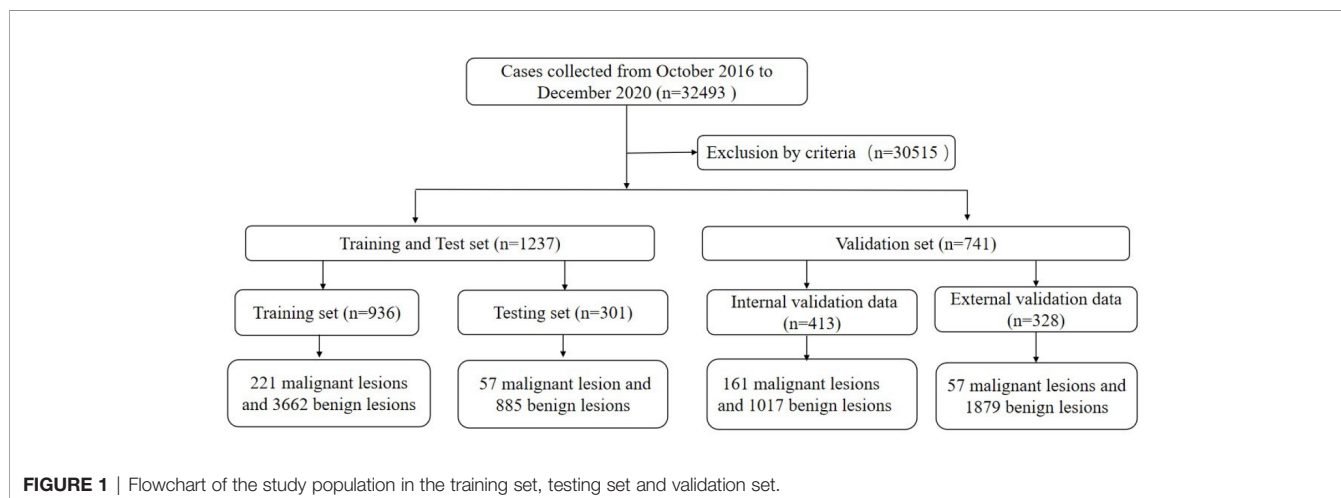 Cases collected from October 2016 to
December 2020 (n=32493 )
Exclusion by criteria （n=30515 ）
Training and Test set (n=1237)
Validation set (n=741)
Training set (n=936)
Testing set (n=301)
Internal validation data
(n=413)
External validation data
(n=328)
221 malignant lesions
and 3662 benign lesions
57 malignant lesion and
885 benign lesions
161 malignant lesions
and 1017 benign lesions
57 malignant lesions and
1879 benign lesions
FIGURE 1 | Flowchart of the study population in the training set, testing set and validation set.